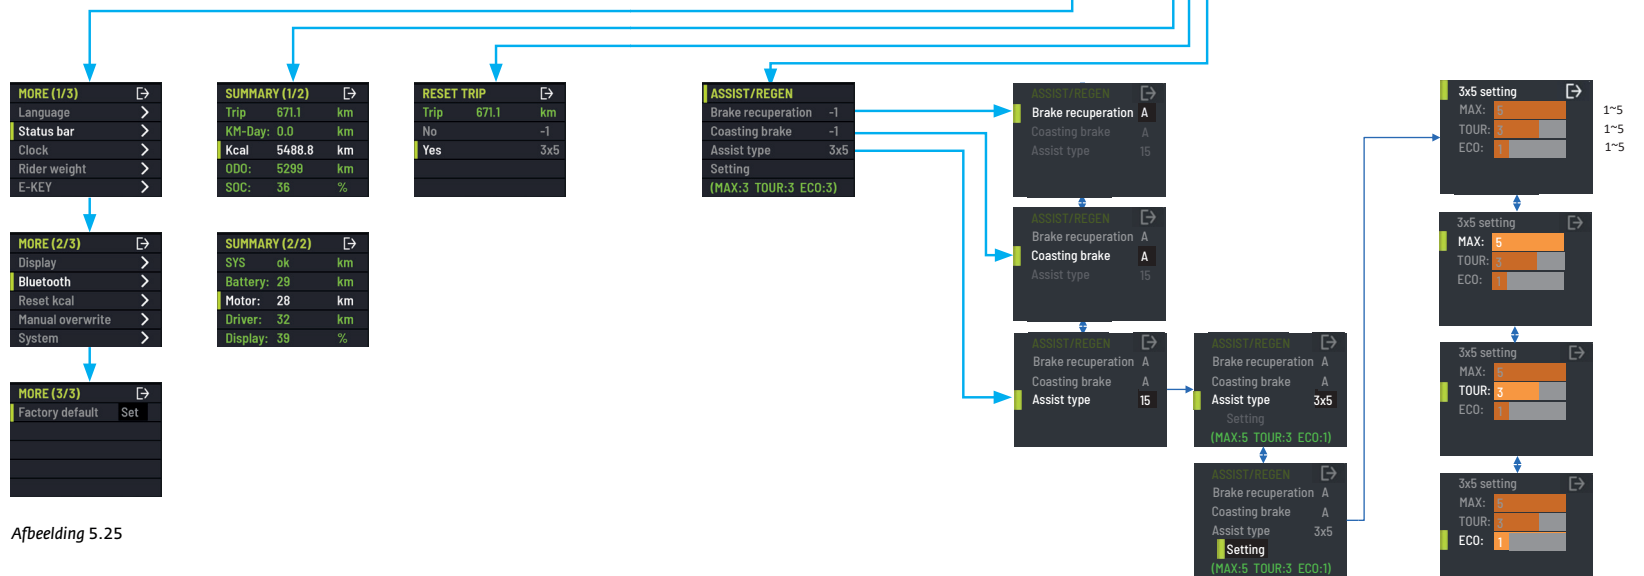 MORE (1/3)
Language
Status bar
Clock
Rider weight
E-KEY
MORE (2/3)
Display
Bluetooth
Reset kcal
Manual overwrite
System
MORE (3/3)
Factory default Set
SUMMARY (1/2)
Trip 671.1 km
KM-Day: 0.0 km
Kcal 5488.8 km
ODO: 5299 km
SOC: 36 %
SUMMARY (2/2)
SYS ok km
Battery: 29 km
Motor: 28 km
Driver: 32 km
Display: 39 %
RESET TRIP
Trip 671.1 km
No -1
Yes 3x5
ASSIST/REGEN
Brake recuperation -1
Coasting brake -1
Assist type 3x5
Setting
(MAX:3 TOUR:3 ECO:3)
ASSIST/REGEN
Brake recuperation A
Coasting brake A
Assist type 15
ASSIST/REGEN
Brake recuperation A
Coasting brake A
Assist type 15
ASSIST/REGEN
Brake recuperation A
Coasting brake A
Assist type 15
ASSIST/REGEN
Brake recuperation A
Coasting brake A
Assist type 3x5
Setting
(MAX:5 TOUR:3 ECO:1)
ASSIST/REGEN
Brake recuperation A
Coasting brake A
Assist type 3x5
Setting
(MAX:5 TOUR:3 ECO:1)
3x5 setting
MAX: 5 1~5
TOUR: 3 1~5
ECO: 1 1~5
3x5 setting
MAX: 5
TOUR: 3
ECO: 1
3x5 setting
MAX: 5
TOUR: 3
ECO: 1
3x5 setting
MAX: 5
TOUR: 3
ECO: 1
Afbeelding 5.25